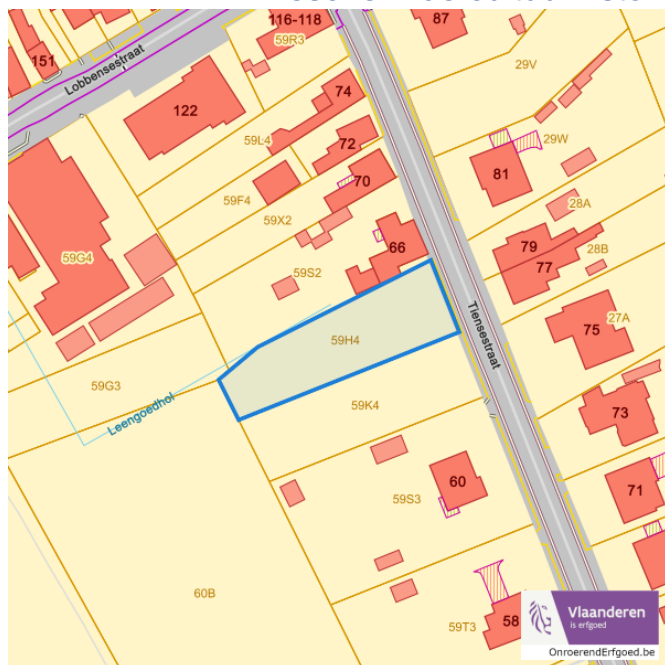 116-118
87
59R3
151
Lobbensestraat
29V
74
122
59L4
72
29W
81
70
59F4
28A
59X2
66
79
28B
59G4
59S2
77
27A
59H4
Tiensestraat
75
59G3
59K4
Leengoedhol
73
60
59S3
71
60B
59T3
58
Vlaanderen
is erfgoed
OnroerendErfgoed.be